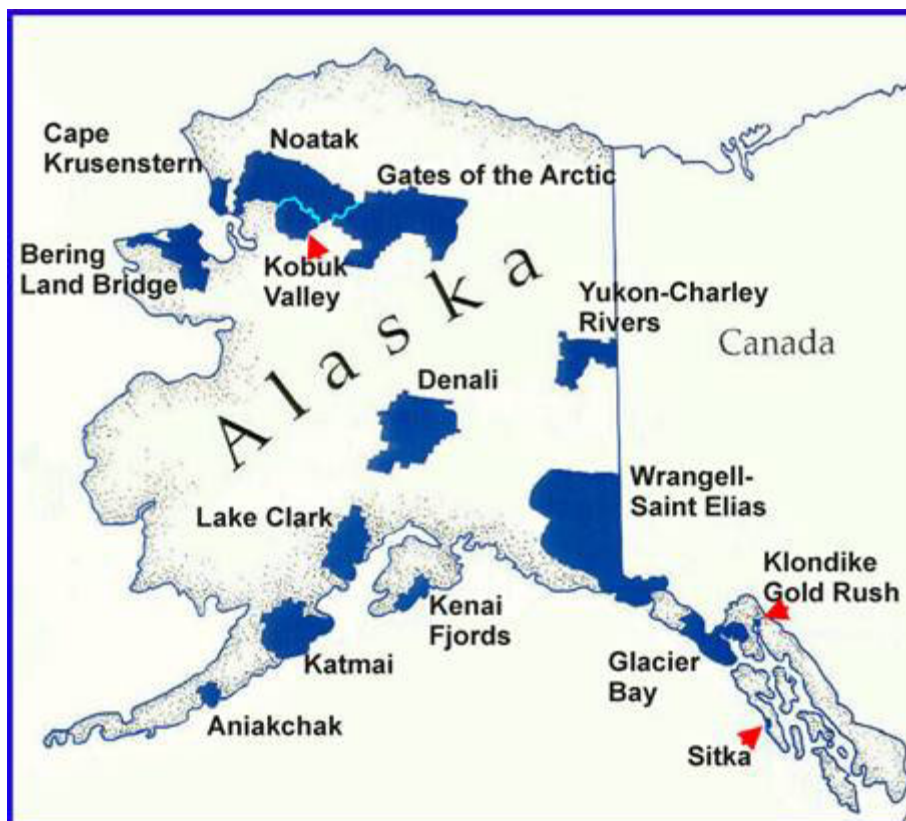 Cape
Krusenstern
Noatak
Gates of the Arctic
Bering
Land Bridge
Kobuk
Valley
Alaska
Yukon-Charley
Rivers
Canada
Denali
Wrangell-
Saint Elias
Lake Clark
Klondike
Gold Rush
Kenai
Fjords
Katmai
Glacier
Bay
Aniakchak
Sitka